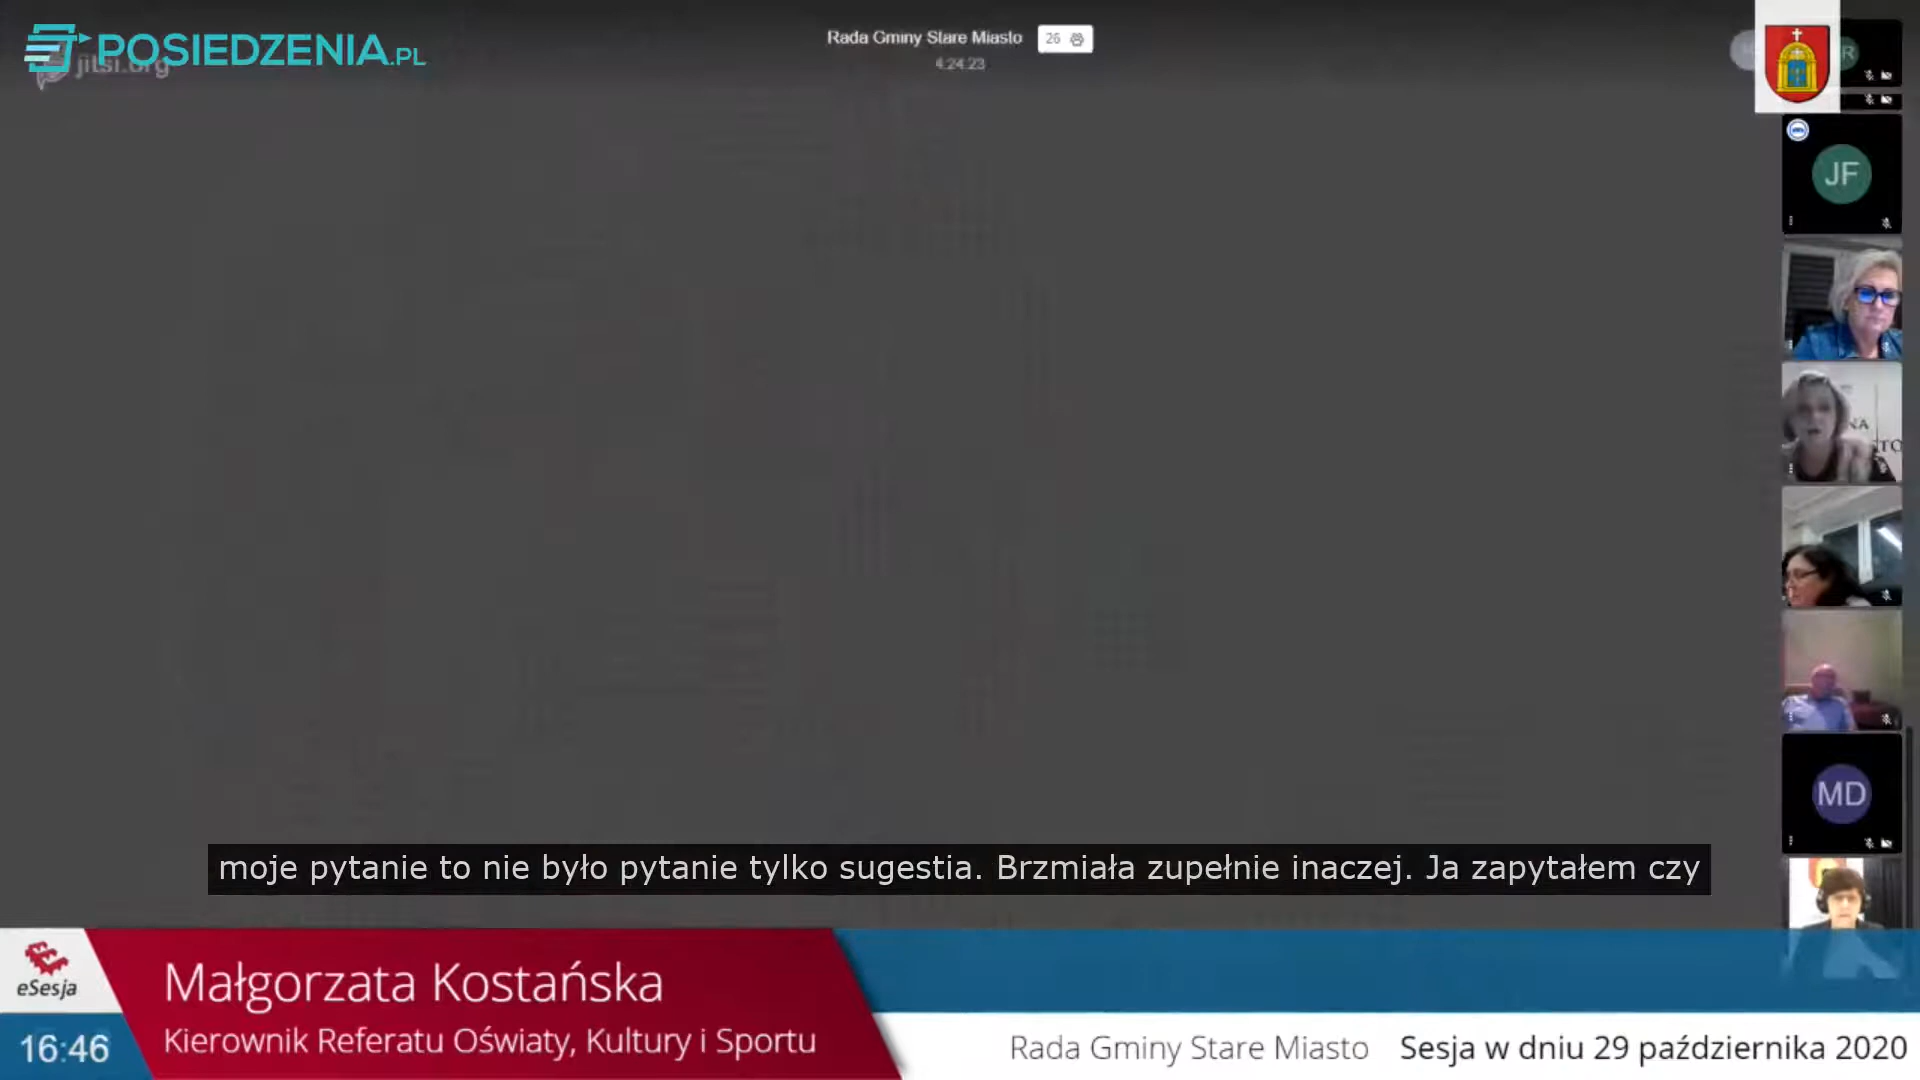 POSIEDZENIA.PL
jitsi.org
Rada Gminy Stare Miasto 26
4:24:23
R
JF
NA
STO
MD
moje pytanie to nie było pytanie tylko sugestia. Brzmiała zupełnie inaczej. Ja zapytałem czy
eSesja
Małgorzata Kostańska
Kierownik Referatu Oświaty, Kultury i Sportu
16:46
Rada Gminy Stare Miasto Sesja w dniu 29 października 2020